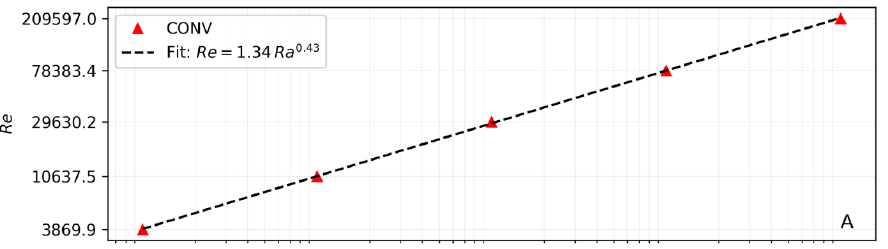 209597.0
CONV
Fit: Re = 1.34 Ra^0.43
78383.4
29630.2
Re
10637.5
3869.9
A